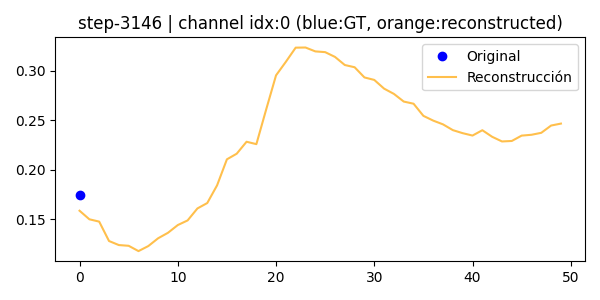 step-3146 | channel idx:0 (blue:GT, orange:reconstructed)
Original
Reconstrucción
0.30
0.25
0.20
0.15
0 10 20 30 40 50